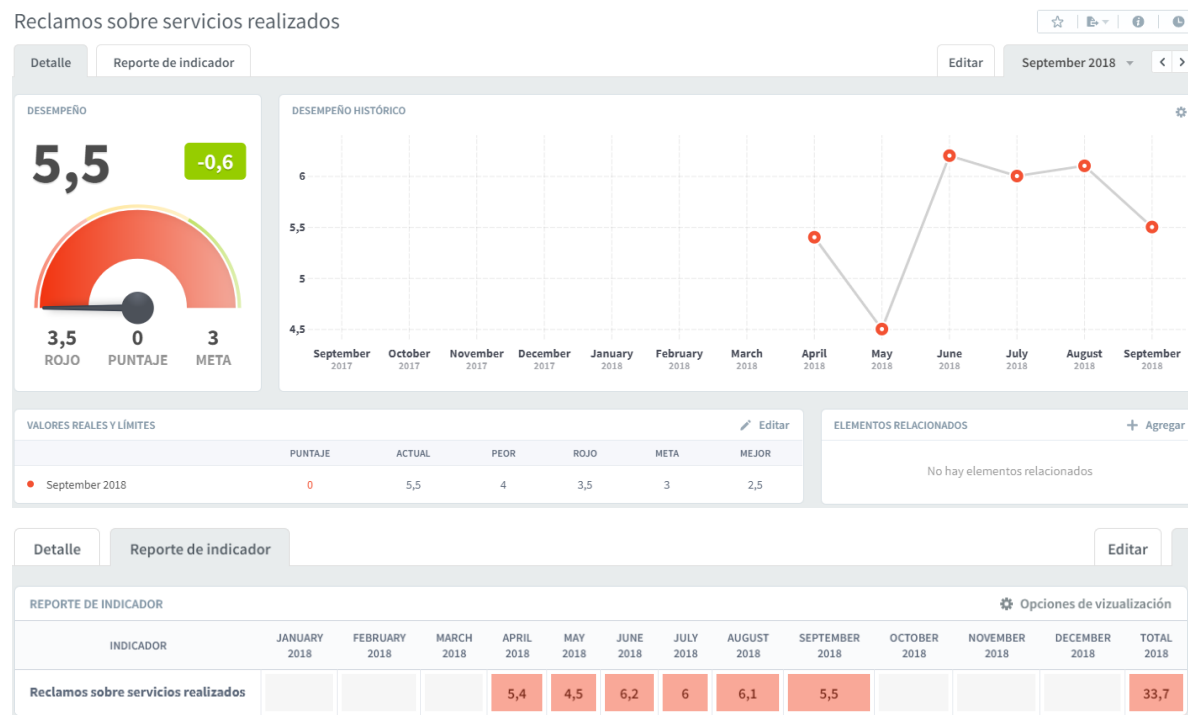 Reclamos sobre servicios realizados
Detalle Reporte de indicador Editar September 2018
DESEMPEÑO
5,5 -0,6
3,5 0 3
ROJO PUNTAJE META
DESEMPEÑO HISTÓRICO
6
5,5
5
4,5
September October November December January February March April May June July August September
2017 2017 2017 2017 2018 2018 2018 2018 2018 2018 2018 2018 2018
VALORES REALES Y LÍMITES Editar
PUNTAJE ACTUAL PEOR ROJO META MEJOR
September 2018 0 5,5 4 3,5 3 2,5
ELEMENTOS RELACIONADOS Agregar
No hay elementos relacionados
Detalle Reporte de indicador Editar
REPORTE DE INDICADOR Opciones de vizualización
INDICADOR JANUARY FEBRUARY MARCH APRIL MAY JUNE JULY AUGUST SEPTEMBER OCTOBER NOVEMBER DECEMBER TOTAL
2018 2018 2018 2018 2018 2018 2018 2018 2018 2018 2018 2018 2018
Reclamos sobre servicios realizados 5,4 4,5 6,2 6 6,1 5,5 33,7